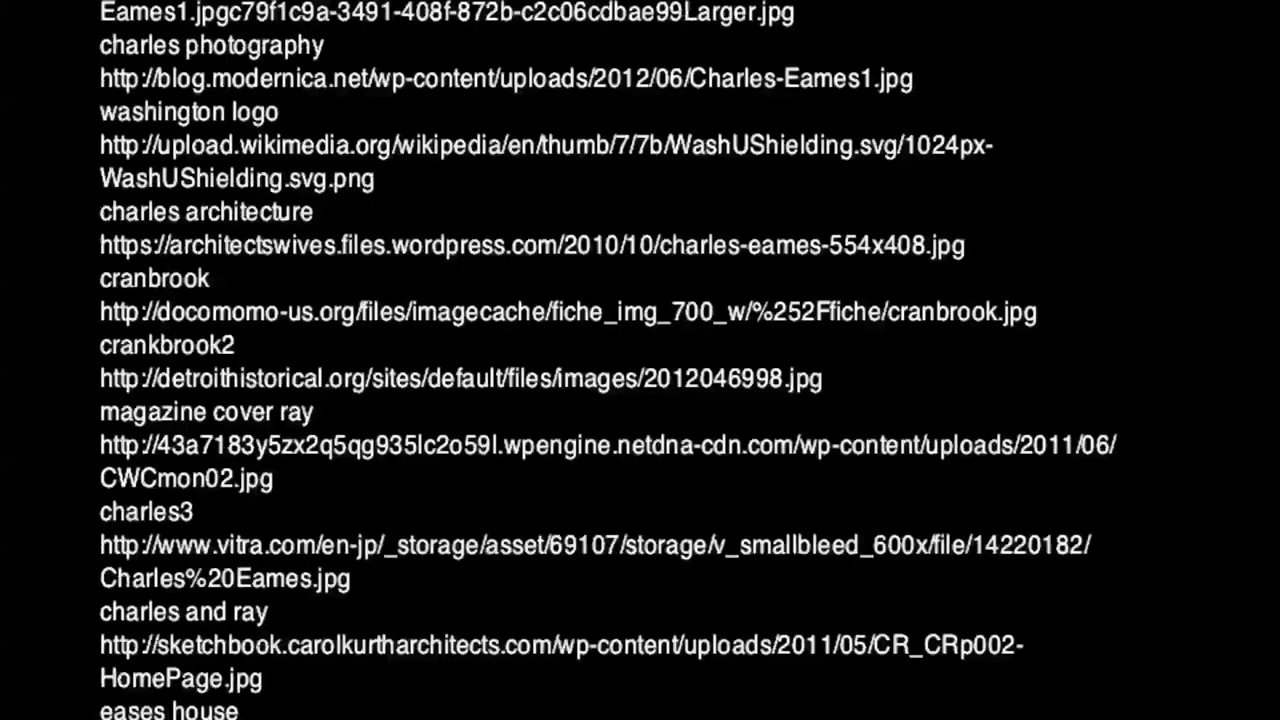 Eames1.jpgc79f1c9a-3491-408f-872b-c2c06cdbae99Larger.jpg
charles photography
http://blog.modernica.net/wp-content/uploads/2012/06/Charles-Eames1.jpg
washington logo
http://upload.wikimedia.org/wikipedia/en/thumb/7/7b/WashUShielding.svg/1024px-
WashUShielding.svg.png
charles architecture
https://architectswives.files.wordpress.com/2010/10/charles-eames-554x408.jpg
cranbrook
http://docomomo-us.org/files/imagecache/fiche_img_700_w/%252Ffiche/cranbrook.jpg
crankbrook2
http://detroithistorical.org/sites/default/files/images/2012046998.jpg
magazine cover ray
http://43a7183y5zx2q5qg935lc2o59l.wpengine.netdna-cdn.com/wp-content/uploads/2011/06/
CWCmon02.jpg
charles3
http://www.vitra.com/en-jp/_storage/asset/69107/storage/v_smallbleed_600x/file/14220182/
Charles%20Eames.jpg
charles and ray
http://sketchbook.carolkurtharchitects.com/wp-content/uploads/2011/05/CR_CRp002-
HomePage.jpg
eases house